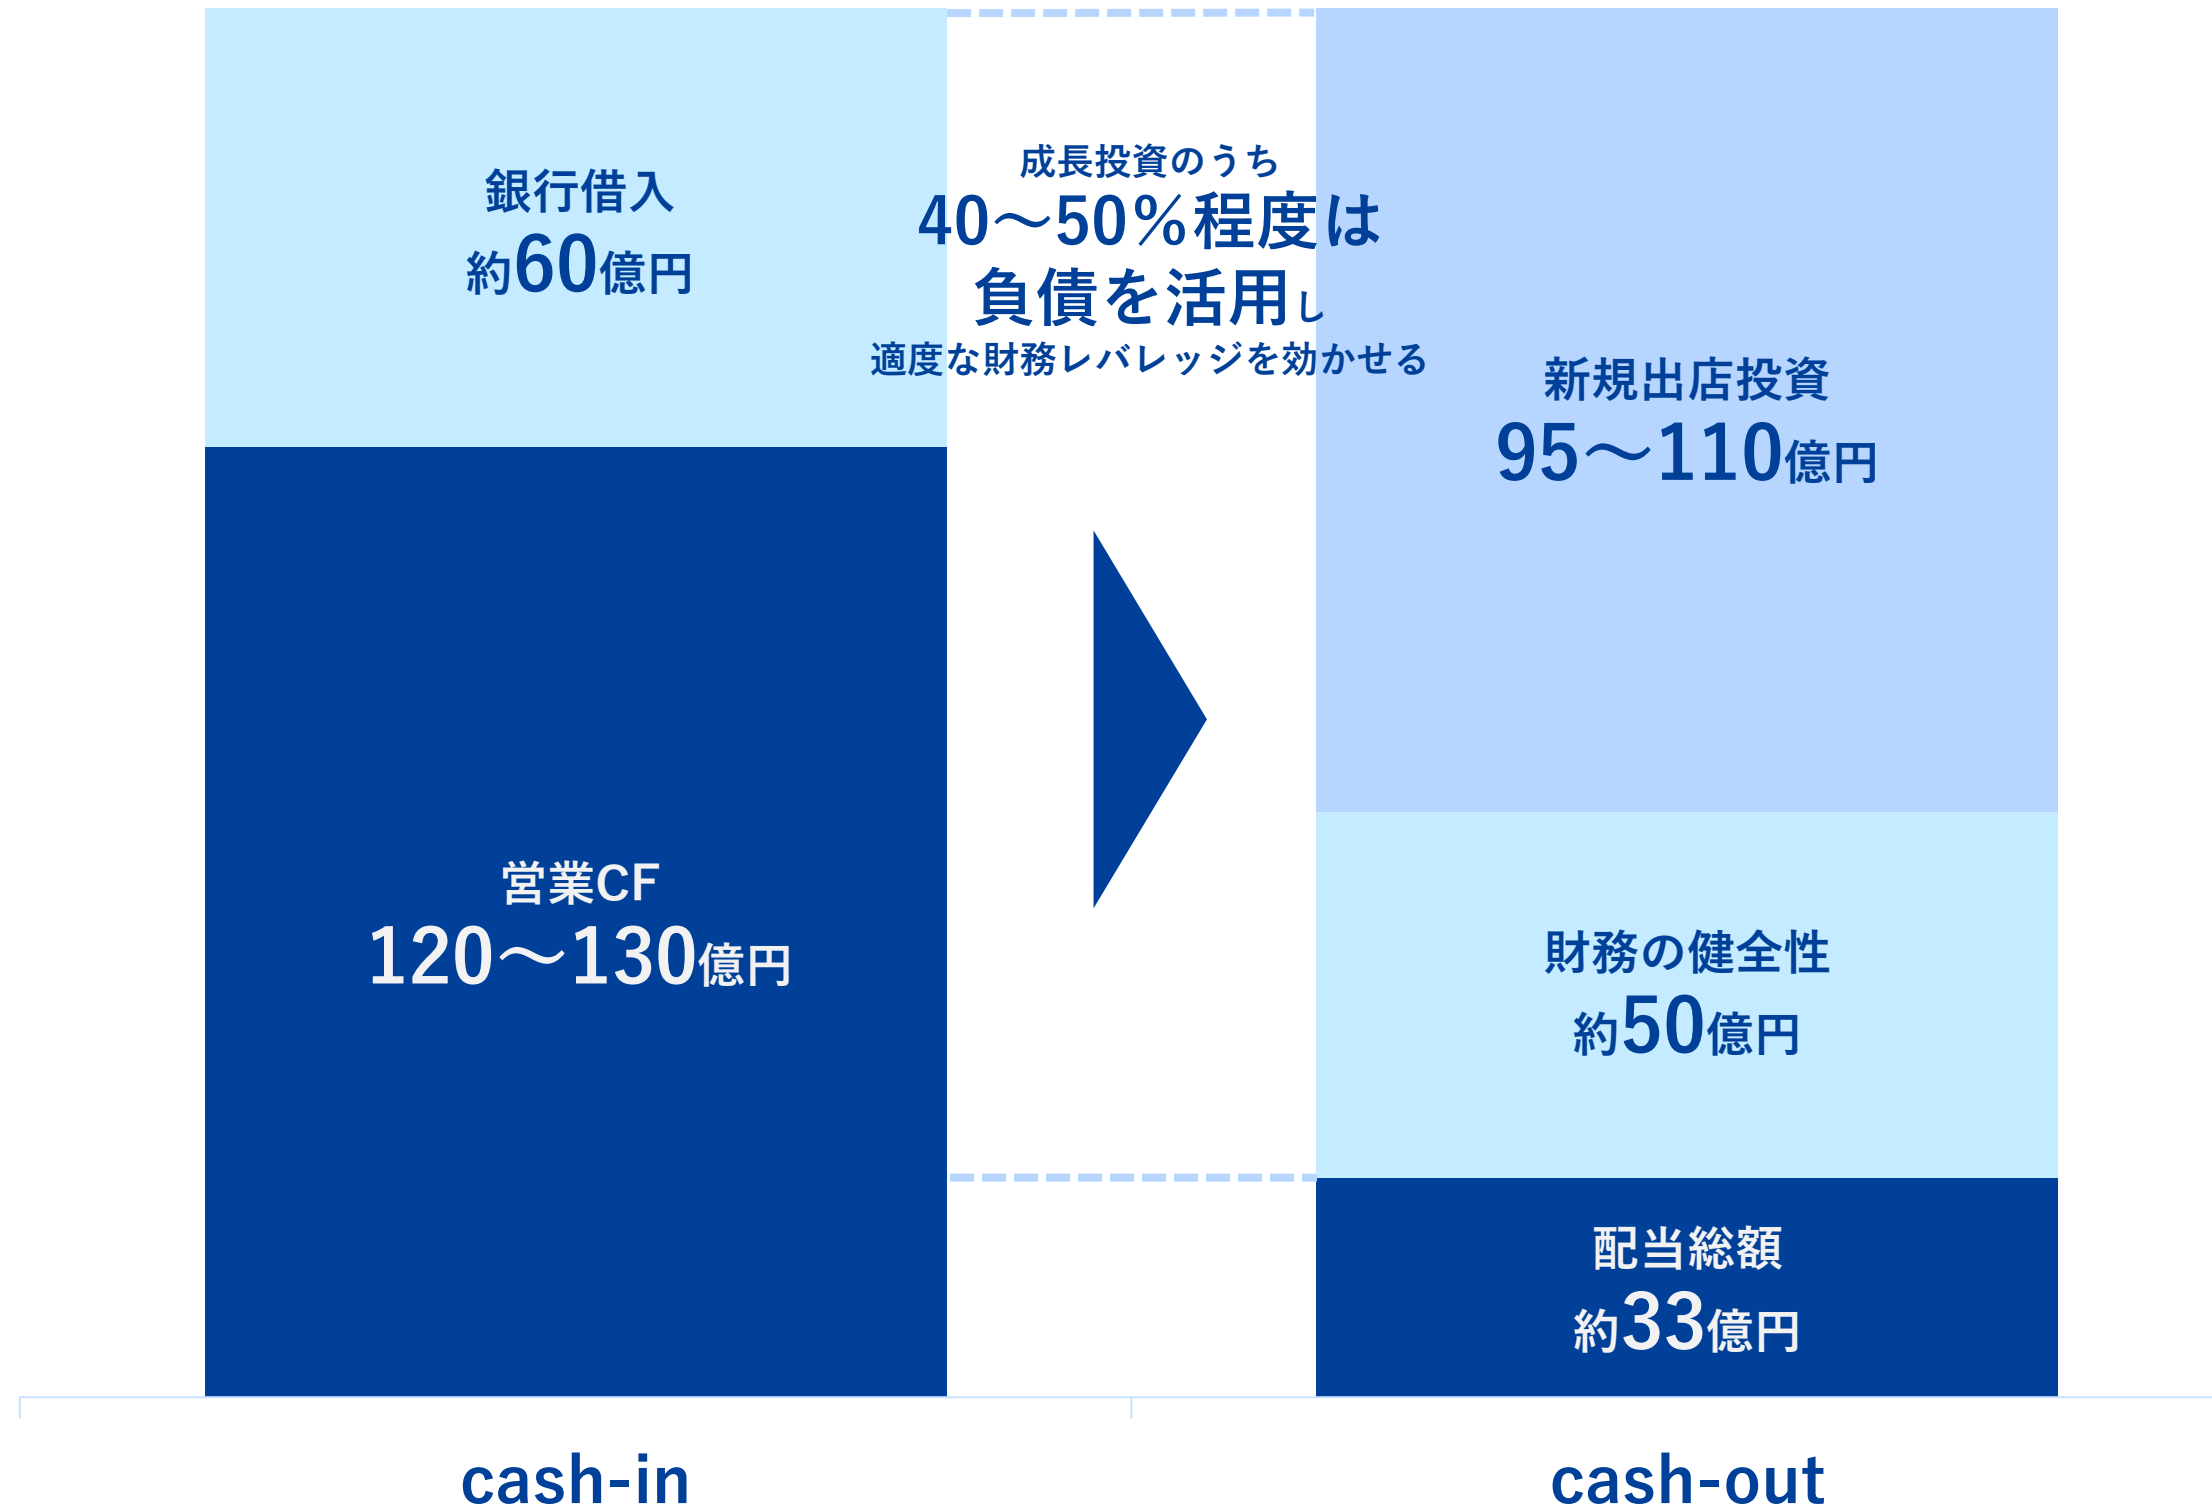 銀行借入
約60億円
営業CF
120～130億円
成長投資のうち
40～50％程度は
負債を活用し
適度な財務レバレッジを効かせる
新規出店投資
95～110億円
財務の健全性
約50億円
配当総額
約33億円
cash-in
cash-out